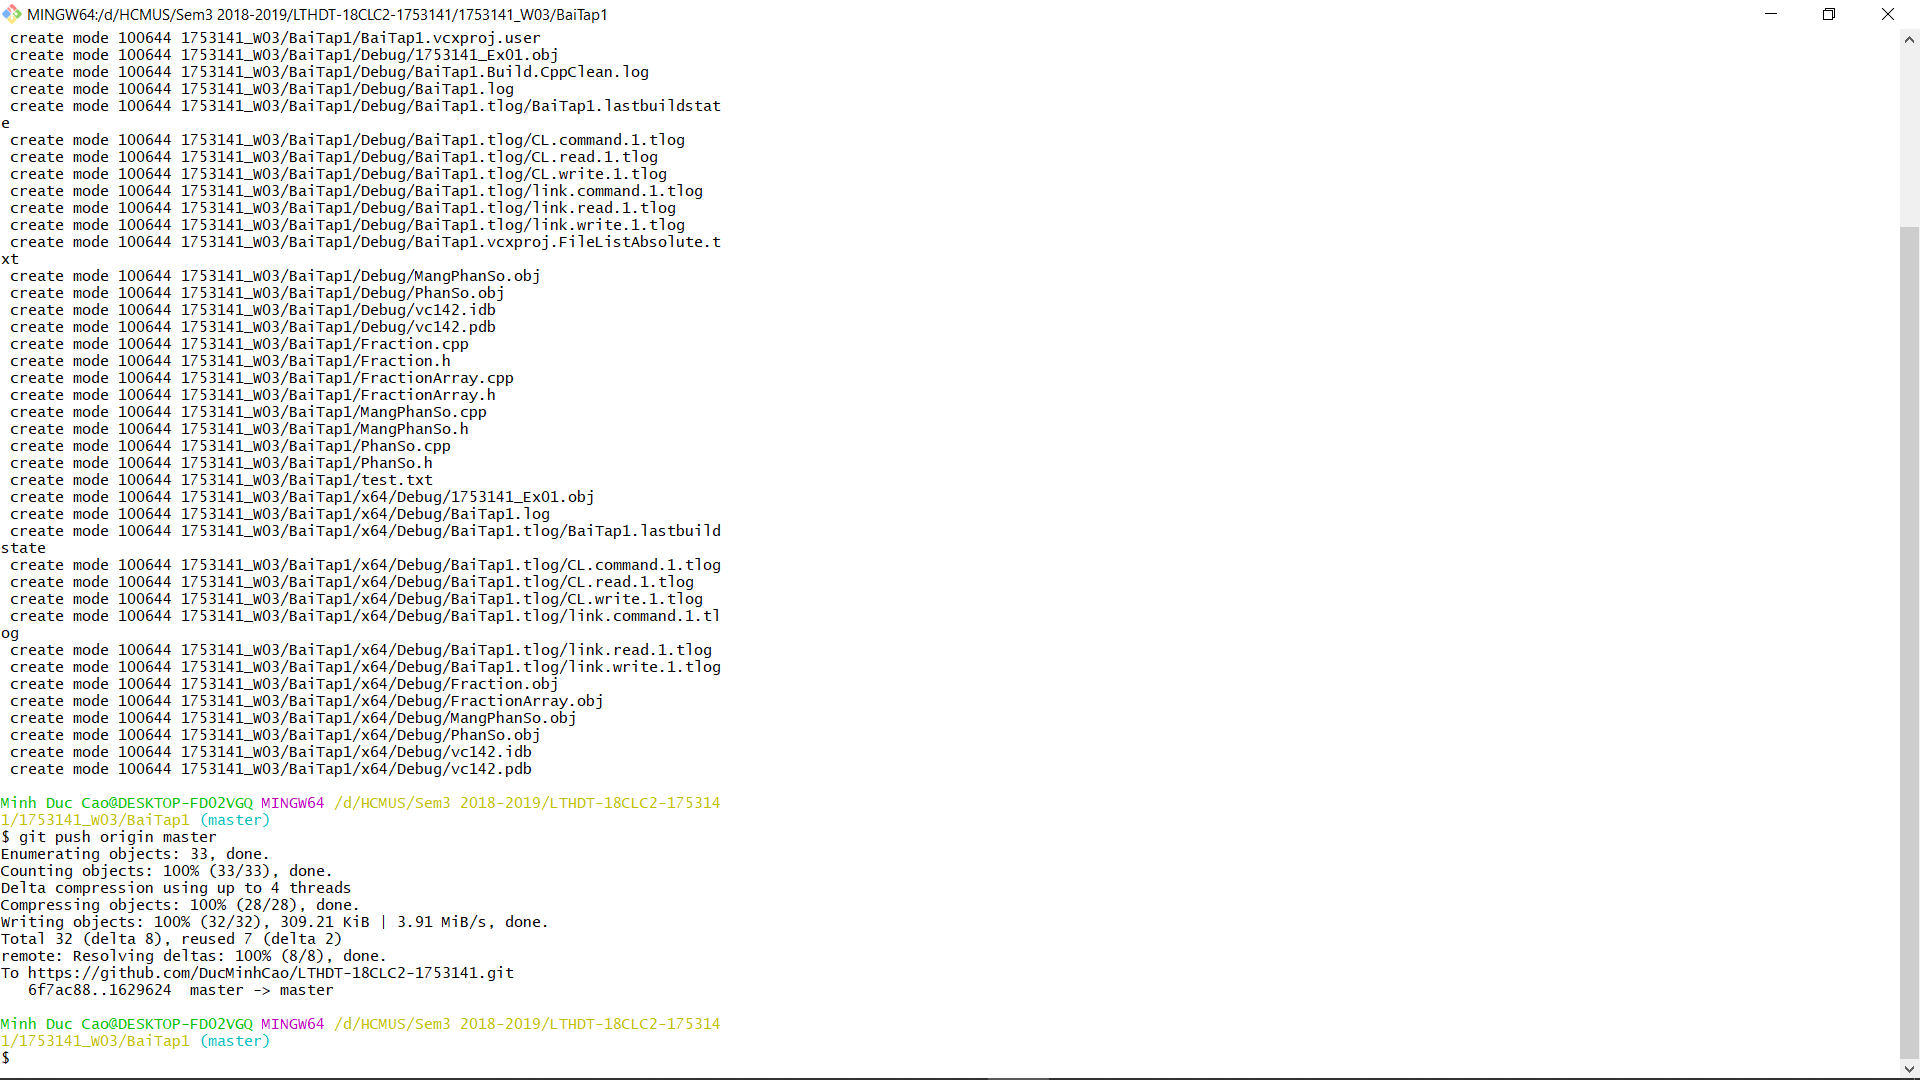 MINGW64:/d/HCMUS/Sem3 2018-2019/LTHDT-18CLC2-1753141/1753141_W03/BaiTap1
create mode 100644 1753141_W03/BaiTap1/BaiTap1.vcxproj.user
create mode 100644 1753141_W03/BaiTap1/Debug/1753141_Ex01.obj
create mode 100644 1753141_W03/BaiTap1/Debug/BaiTap1.Build.CppClean.log
create mode 100644 1753141_W03/BaiTap1/Debug/BaiTap1.log
create mode 100644 1753141_W03/BaiTap1/Debug/BaiTap1.tlog/BaiTap1.lastbuildstat
e
create mode 100644 1753141_W03/BaiTap1/Debug/BaiTap1.tlog/CL.command.1.tlog
create mode 100644 1753141_W03/BaiTap1/Debug/BaiTap1.tlog/CL.read.1.tlog
create mode 100644 1753141_W03/BaiTap1/Debug/BaiTap1.tlog/CL.write.1.tlog
create mode 100644 1753141_W03/BaiTap1/Debug/BaiTap1.tlog/link.command.1.tlog
create mode 100644 1753141_W03/BaiTap1/Debug/BaiTap1.tlog/link.read.1.tlog
create mode 100644 1753141_W03/BaiTap1/Debug/BaiTap1.tlog/link.write.1.tlog
create mode 100644 1753141_W03/BaiTap1/Debug/BaiTap1.vcxproj.FileListAbsolute.t
xt
create mode 100644 1753141_W03/BaiTap1/Debug/MangPhanSo.obj
create mode 100644 1753141_W03/BaiTap1/Debug/PhanSo.obj
create mode 100644 1753141_W03/BaiTap1/Debug/vc142.idb
create mode 100644 1753141_W03/BaiTap1/Debug/vc142.pdb
create mode 100644 1753141_W03/BaiTap1/Fraction.cpp
create mode 100644 1753141_W03/BaiTap1/Fraction.h
create mode 100644 1753141_W03/BaiTap1/FractionArray.cpp
create mode 100644 1753141_W03/BaiTap1/FractionArray.h
create mode 100644 1753141_W03/BaiTap1/MangPhanSo.cpp
create mode 100644 1753141_W03/BaiTap1/MangPhanSo.h
create mode 100644 1753141_W03/BaiTap1/PhanSo.cpp
create mode 100644 1753141_W03/BaiTap1/PhanSo.h
create mode 100644 1753141_W03/BaiTap1/test.txt
create mode 100644 1753141_W03/BaiTap1/x64/Debug/1753141_Ex01.obj
create mode 100644 1753141_W03/BaiTap1/x64/Debug/BaiTap1.log
create mode 100644 1753141_W03/BaiTap1/x64/Debug/BaiTap1.tlog/BaiTap1.lastbuild
state
create mode 100644 1753141_W03/BaiTap1/x64/Debug/BaiTap1.tlog/CL.command.1.tlog
create mode 100644 1753141_W03/BaiTap1/x64/Debug/BaiTap1.tlog/CL.read.1.tlog
create mode 100644 1753141_W03/BaiTap1/x64/Debug/BaiTap1.tlog/CL.write.1.tlog
create mode 100644 1753141_W03/BaiTap1/x64/Debug/BaiTap1.tlog/link.command.1.tl
og
create mode 100644 1753141_W03/BaiTap1/x64/Debug/BaiTap1.tlog/link.read.1.tlog
create mode 100644 1753141_W03/BaiTap1/x64/Debug/BaiTap1.tlog/link.write.1.tlog
create mode 100644 1753141_W03/BaiTap1/x64/Debug/Fraction.obj
create mode 100644 1753141_W03/BaiTap1/x64/Debug/FractionArray.obj
create mode 100644 1753141_W03/BaiTap1/x64/Debug/MangPhanSo.obj
create mode 100644 1753141_W03/BaiTap1/x64/Debug/PhanSo.obj
create mode 100644 1753141_W03/BaiTap1/x64/Debug/vc142.idb
create mode 100644 1753141_W03/BaiTap1/x64/Debug/vc142.pdb
Minh Duc Cao@DESKTOP-FDO2VGQ MINGW64 /d/HCMUS/Sem3 2018-2019/LTHDT-18CLC2-175314
1/1753141_W03/BaiTap1 (master)
$ git push origin master
Enumerating objects: 33, done.
Counting objects: 100% (33/33), done.
Delta compression using up to 4 threads
Compressing objects: 100% (28/28), done.
Writing objects: 100% (32/32), 309.21 KiB | 3.91 MiB/s, done.
Total 32 (delta 8), reused 7 (delta 2)
remote: Resolving deltas: 100% (8/8), done.
To https://github.com/DucMinhCao/LTHDT-18CLC2-1753141.git
6f7ac88..1629624  master -> master
Minh Duc Cao@DESKTOP-FDO2VGQ MINGW64 /d/HCMUS/Sem3 2018-2019/LTHDT-18CLC2-175314
1/1753141_W03/BaiTap1 (master)
$